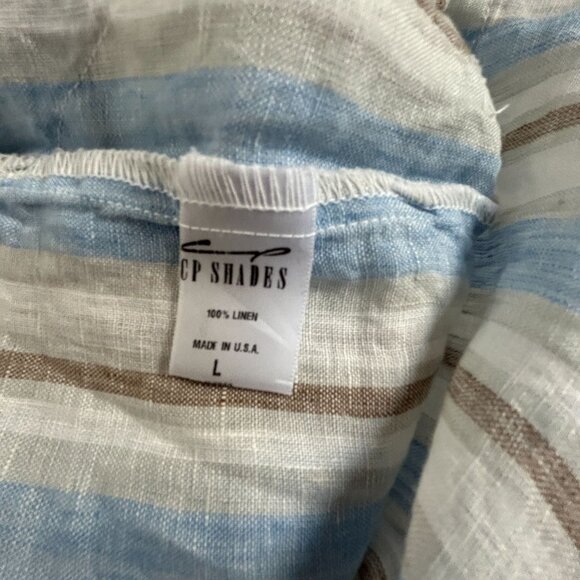 CP SHADES
100% LINEN
MADE IN U.S.A.
L